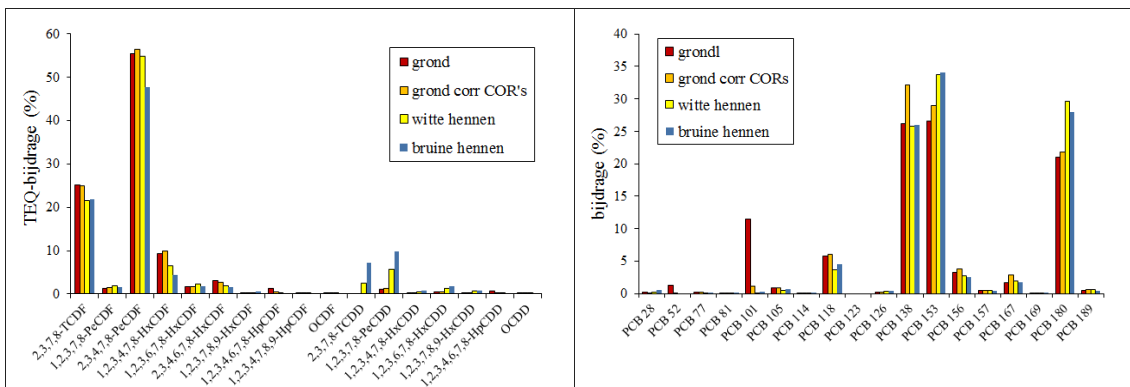 60
50
40
30
20
10
0
TEQ-bijdrage (%)
grond
grond corr COR's
witte hennen
bruine hennen
2,3,7,8-TCDF
1,2,3,7,8-PeCDF
2,3,4,7,8-PeCDF
1,2,3,4,7,8-HxCDF
1,2,3,6,7,8-HxCDF
2,3,4,6,7,8-HxCDF
1,2,3,7,8,9-HxCDF
1,2,3,4,6,7,8-HpCDF
1,2,3,4,7,8,9-HpCDF
OCDF
2,3,7,8-TCDD
1,2,3,7,8-PeCDD
1,2,3,4,7,8-HxCDD
1,2,3,6,7,8-HxCDD
1,2,3,7,8,9-HxCDD
1,2,3,4,6,7,8-HpCDD
OCDD
40
35
30
25
20
15
10
5
0
bijdrage (%)
grondl
grond corr CORs
witte hennen
bruine hennen
PCB 28
PCB 52
PCB 77
PCB 81
PCB 101
PCB 105
PCB 114
PCB 118
PCB 123
PCB 126
PCB 138
PCB 153
PCB 156
PCB 157
PCB 167
PCB 169
PCB 180
PCB 189